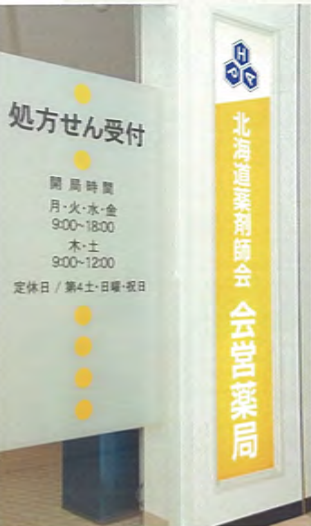 処方せん受付
開局時間
月・火・水・金
9:00~18:00
木・土
9:00~12:00
定休日 / 第4土・日曜・祝日
H
P
A
北海道薬剤師会 会営薬局